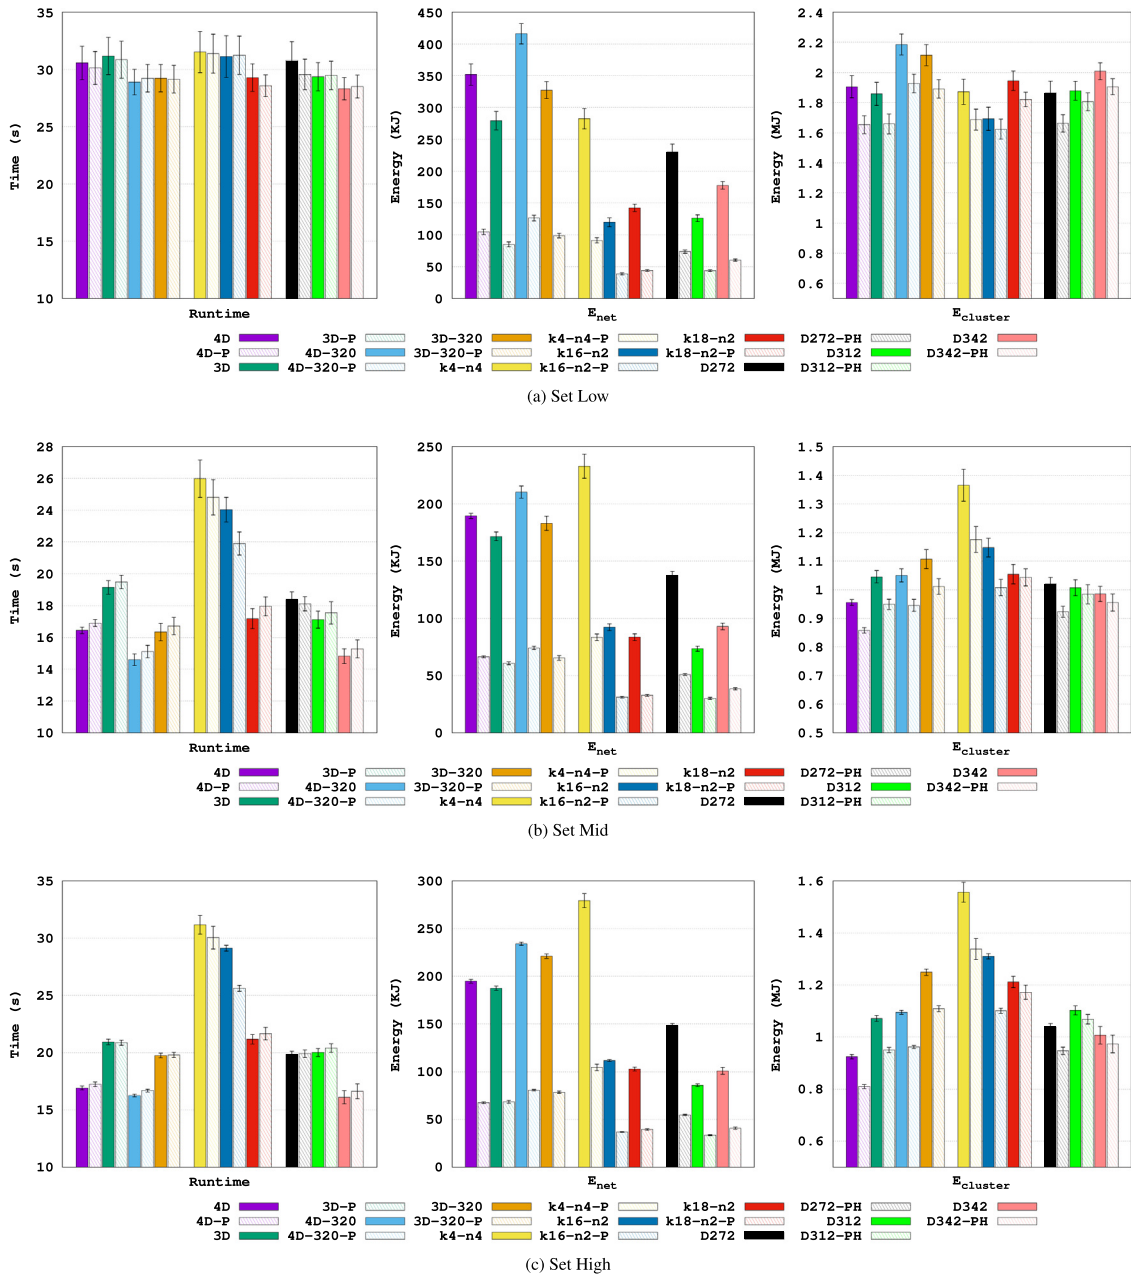 35
30
25
20
15
10
Time (s)
Runtime
450
400
350
300
250
200
150
100
50
0
Energy (KJ)
E_net
2.4
2.2
2
1.8
1.6
1.4
1.2
1
0.8
0.6
Energy (MJ)
E_cluster
4D 3D-P 3D-320 k4-n4-P k18-n2 D272-PH D342
4D-P 4D-320 3D-320-P k16-n2 k18-n2-P D312 D342-PH
3D 4D-320-P k4-n4 k16-n2-P D272 D312-PH
(a) Set Low
28
26
24
22
20
18
16
14
12
10
Time (s)
Runtime
250
200
150
100
50
0
Energy (KJ)
E_net
1.5
1.4
1.3
1.2
1.1
1
0.9
0.8
0.7
0.6
0.5
Energy (MJ)
E_cluster
4D 3D-P 3D-320 k4-n4-P k18-n2 D272-PH D342
4D-P 4D-320 3D-320-P k16-n2 k18-n2-P D312 D342-PH
3D 4D-320-P k4-n4 k16-n2-P D272 D312-PH
(b) Set Mid
35
30
25
20
15
10
Time (s)
Runtime
300
250
200
150
100
50
0
Energy (KJ)
E_net
1.6
1.4
1.2
1
0.8
0.6
Energy (MJ)
E_cluster
4D 3D-P 3D-320 k4-n4-P k18-n2 D272-PH D342
4D-P 4D-320 3D-320-P k16-n2 k18-n2-P D312 D342-PH
3D 4D-320-P k4-n4 k16-n2-P D272 D312-PH
(c) Set High